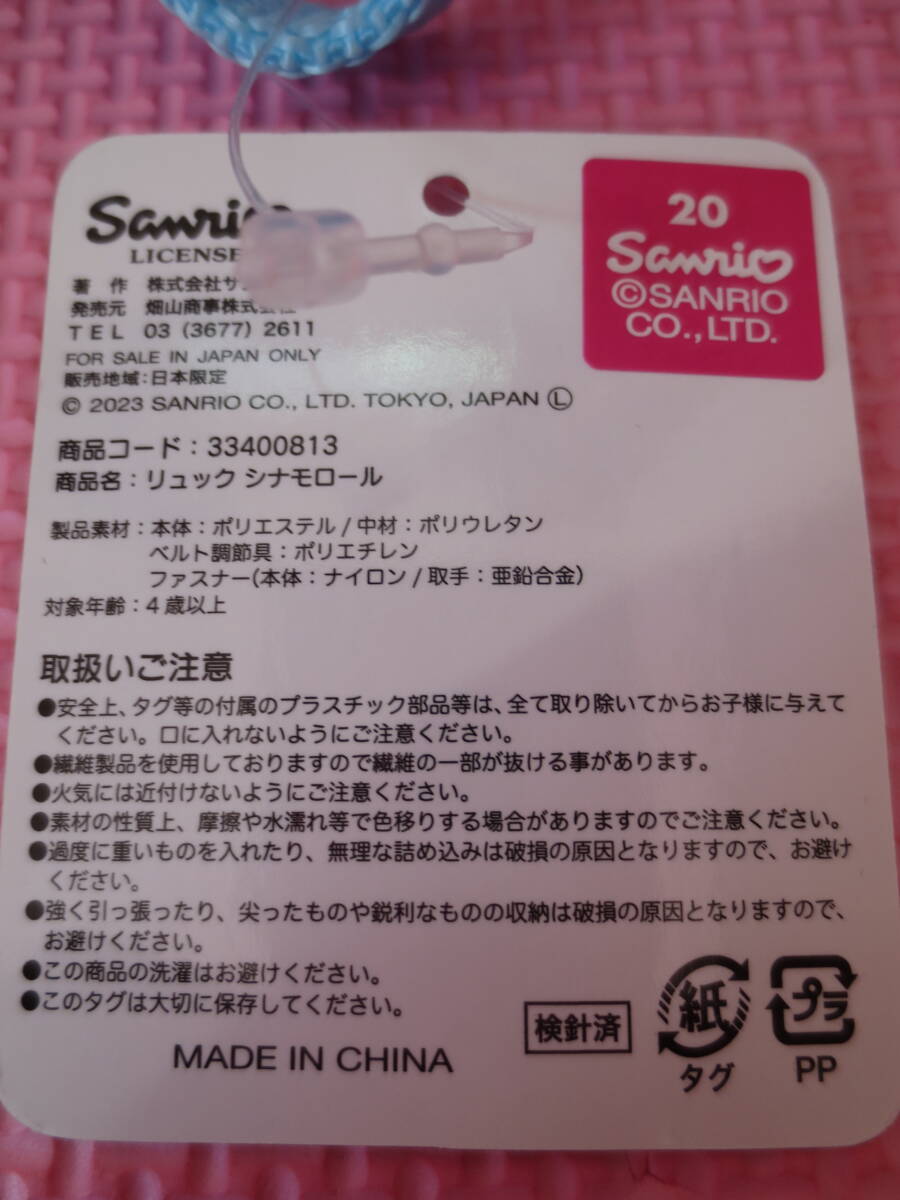 Sanrio
LICENSE
著 作 株式会社サ
発売元 畑山商事株式会社
TEL 03 (3677) 2611
FOR SALE IN JAPAN ONLY
販売地域:日本限定
© 2023 SANRIO CO., LTD. TOKYO, JAPAN Ⓛ
20
Sanrio
©SANRIO
CO.,LTD.
商品コード:33400813
商品名:リュック シナモロール
製品素材:本体:ポリエステル/中材:ポリウレタン
ベルト調節具:ポリエチレン
ファスナー(本体:ナイロン/取手:亜鉛合金)
対象年齢:4歳以上
取扱いご注意
●安全上、タグ等の付属のプラスチック部品等は、全て取り除いてからお子様に与えて
ください。口に入れないようにご注意ください。
●繊維製品を使用しておりますので繊維の一部が抜ける事があります。
●火気には近付けないようにご注意ください。
●素材の性質上、摩擦や水濡れ等で色移りする場合がありますのでご注意ください。
●過度に重いものを入れたり、無理な詰め込みは破損の原因となりますので、お避け
ください。
●強く引っ張ったり、尖ったものや鋭利なものの収納は破損の原因となりますので、
お避けください。
●この商品の洗濯はお避けください。
●このタグは大切に保存してください。
MADE IN CHINA
検針済
紙
タグ
プラ
PP